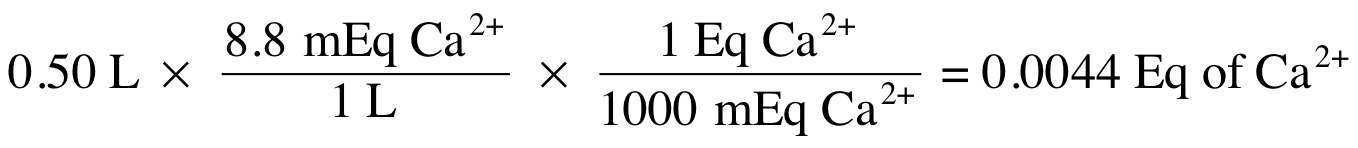 0.50 L × 8.8 mEq Ca²⁺ / 1 L × 1 Eq Ca²⁺ / 1000 mEq Ca²⁺ = 0.0044 Eq of Ca²⁺